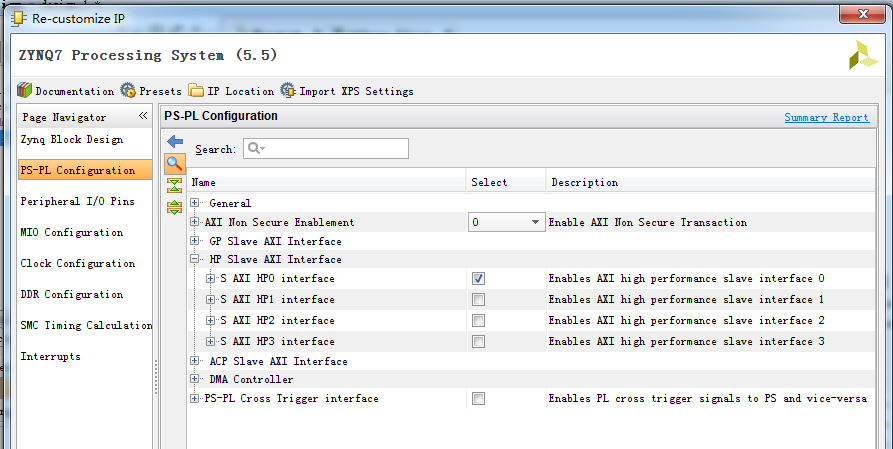 Re-customize IP
ZYNQ7 Processing System (5.5)
Documentation Presets IP Location Import XPS Settings
Page Navigator «
Zynq Block Design
PS-PL Configuration
Peripheral I/O Pins
MIO Configuration
Clock Configuration
DDR Configuration
SMC Timing Calculation
Interrupts
PS-PL Configuration Summary Report
Search:
Name Select Description
General
AXI Non Secure Enablement 0 Enable AXI Non Secure Transaction
GP Slave AXI Interface
HP Slave AXI Interface
S AXI HP0 interface Enables AXI high performance slave interface 0
S AXI HP1 interface Enables AXI high performance slave interface 1
S AXI HP2 interface Enables AXI high performance slave interface 2
S AXI HP3 interface Enables AXI high performance slave interface 3
ACP Slave AXI Interface
DMA Controller
PS-PL Cross Trigger interface Enables PL cross trigger signals to PS and vice-versa